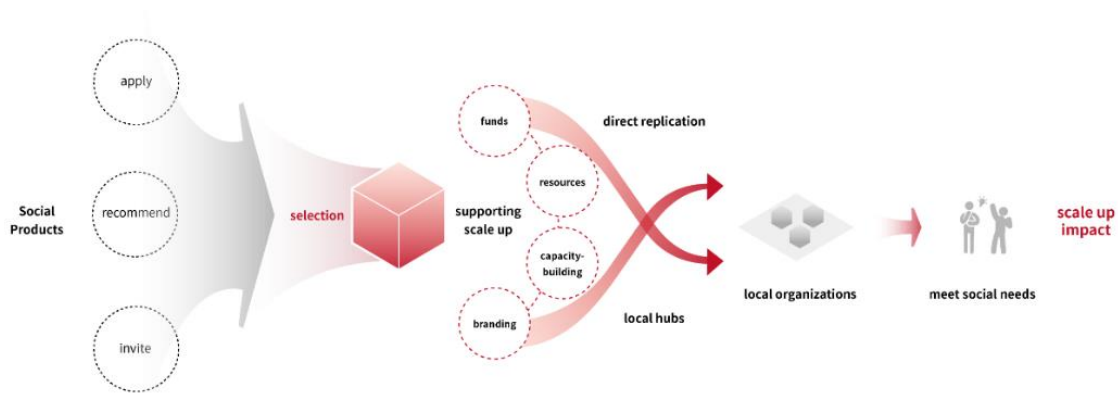 Social
Products
apply
recommend
invite
selection
supporting
scale up
funds
resources
capacity-
building
branding
direct replication
local hubs
local organizations
meet social needs
scale up
impact